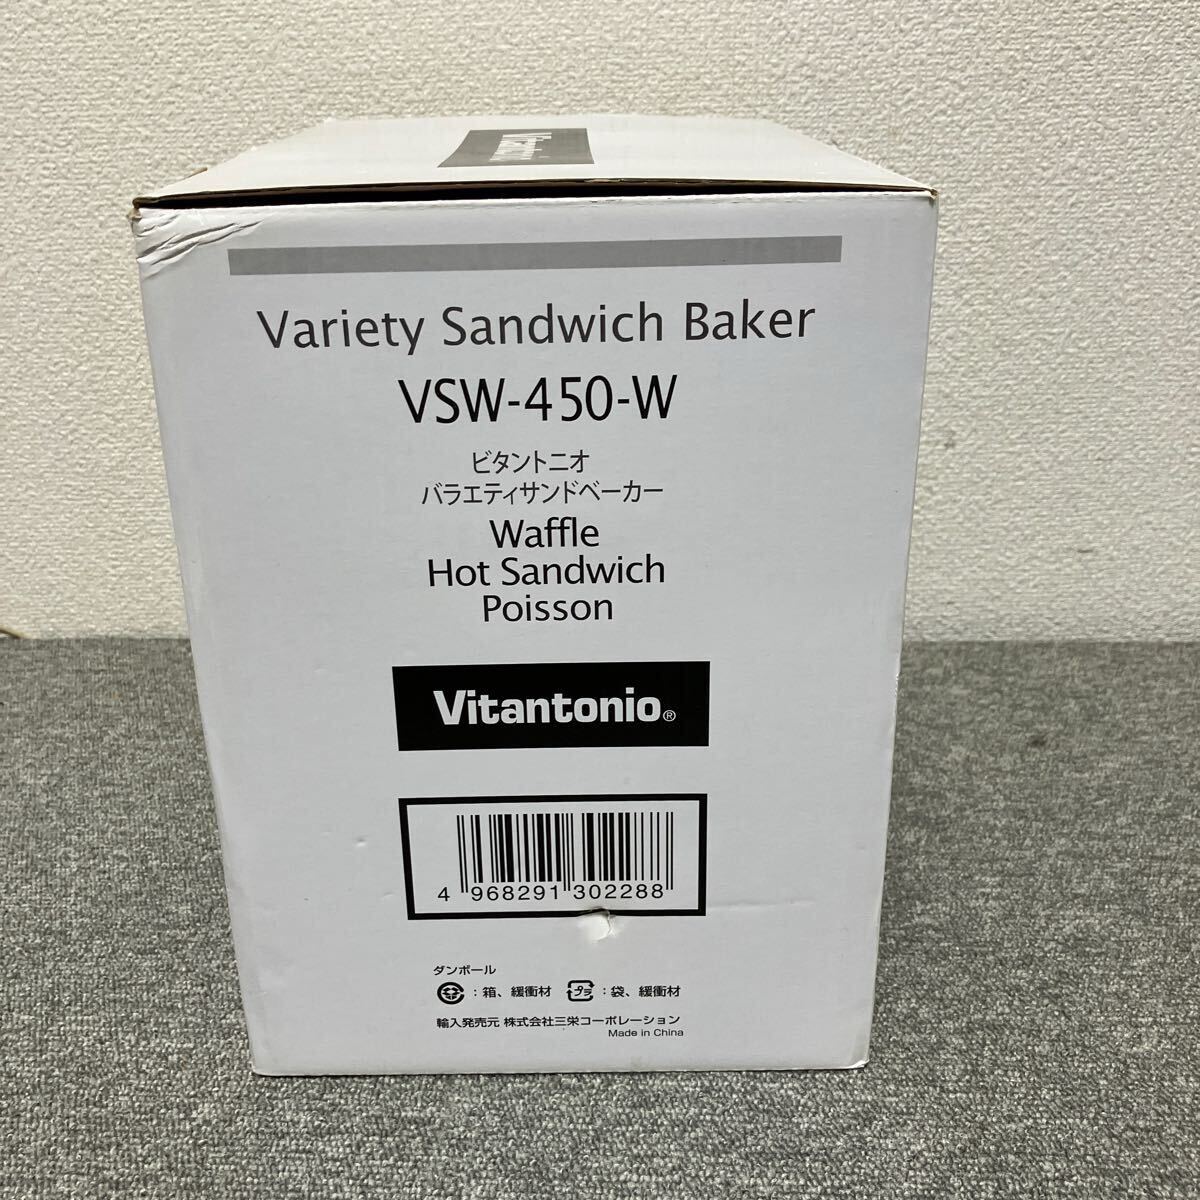 Vitantonio
Variety Sandwich Baker
VSW-450-W
ビタントニオ
バラエティサンドベーカー
Waffle
Hot Sandwich
Poisson
Vitantonio®
4 968291 302288
ダンボール
：箱、緩衝材 プラ：袋、緩衝材
輸入発売元 株式会社三栄コーポレーション
Made in China